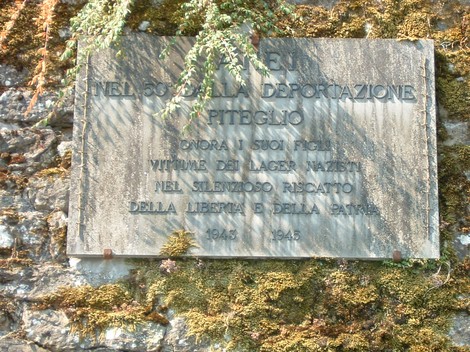 A.N.E.I.
NEL 50° DELLA DEPORTAZIONE
PITEGLIO
ONORA I SUOI FIGLI
VITTIME DEI LAGER NAZISTI
NEL SILENZIOSO RISCATTO
DELLA LIBERTA' E DELLA PATRIA
1943 1945